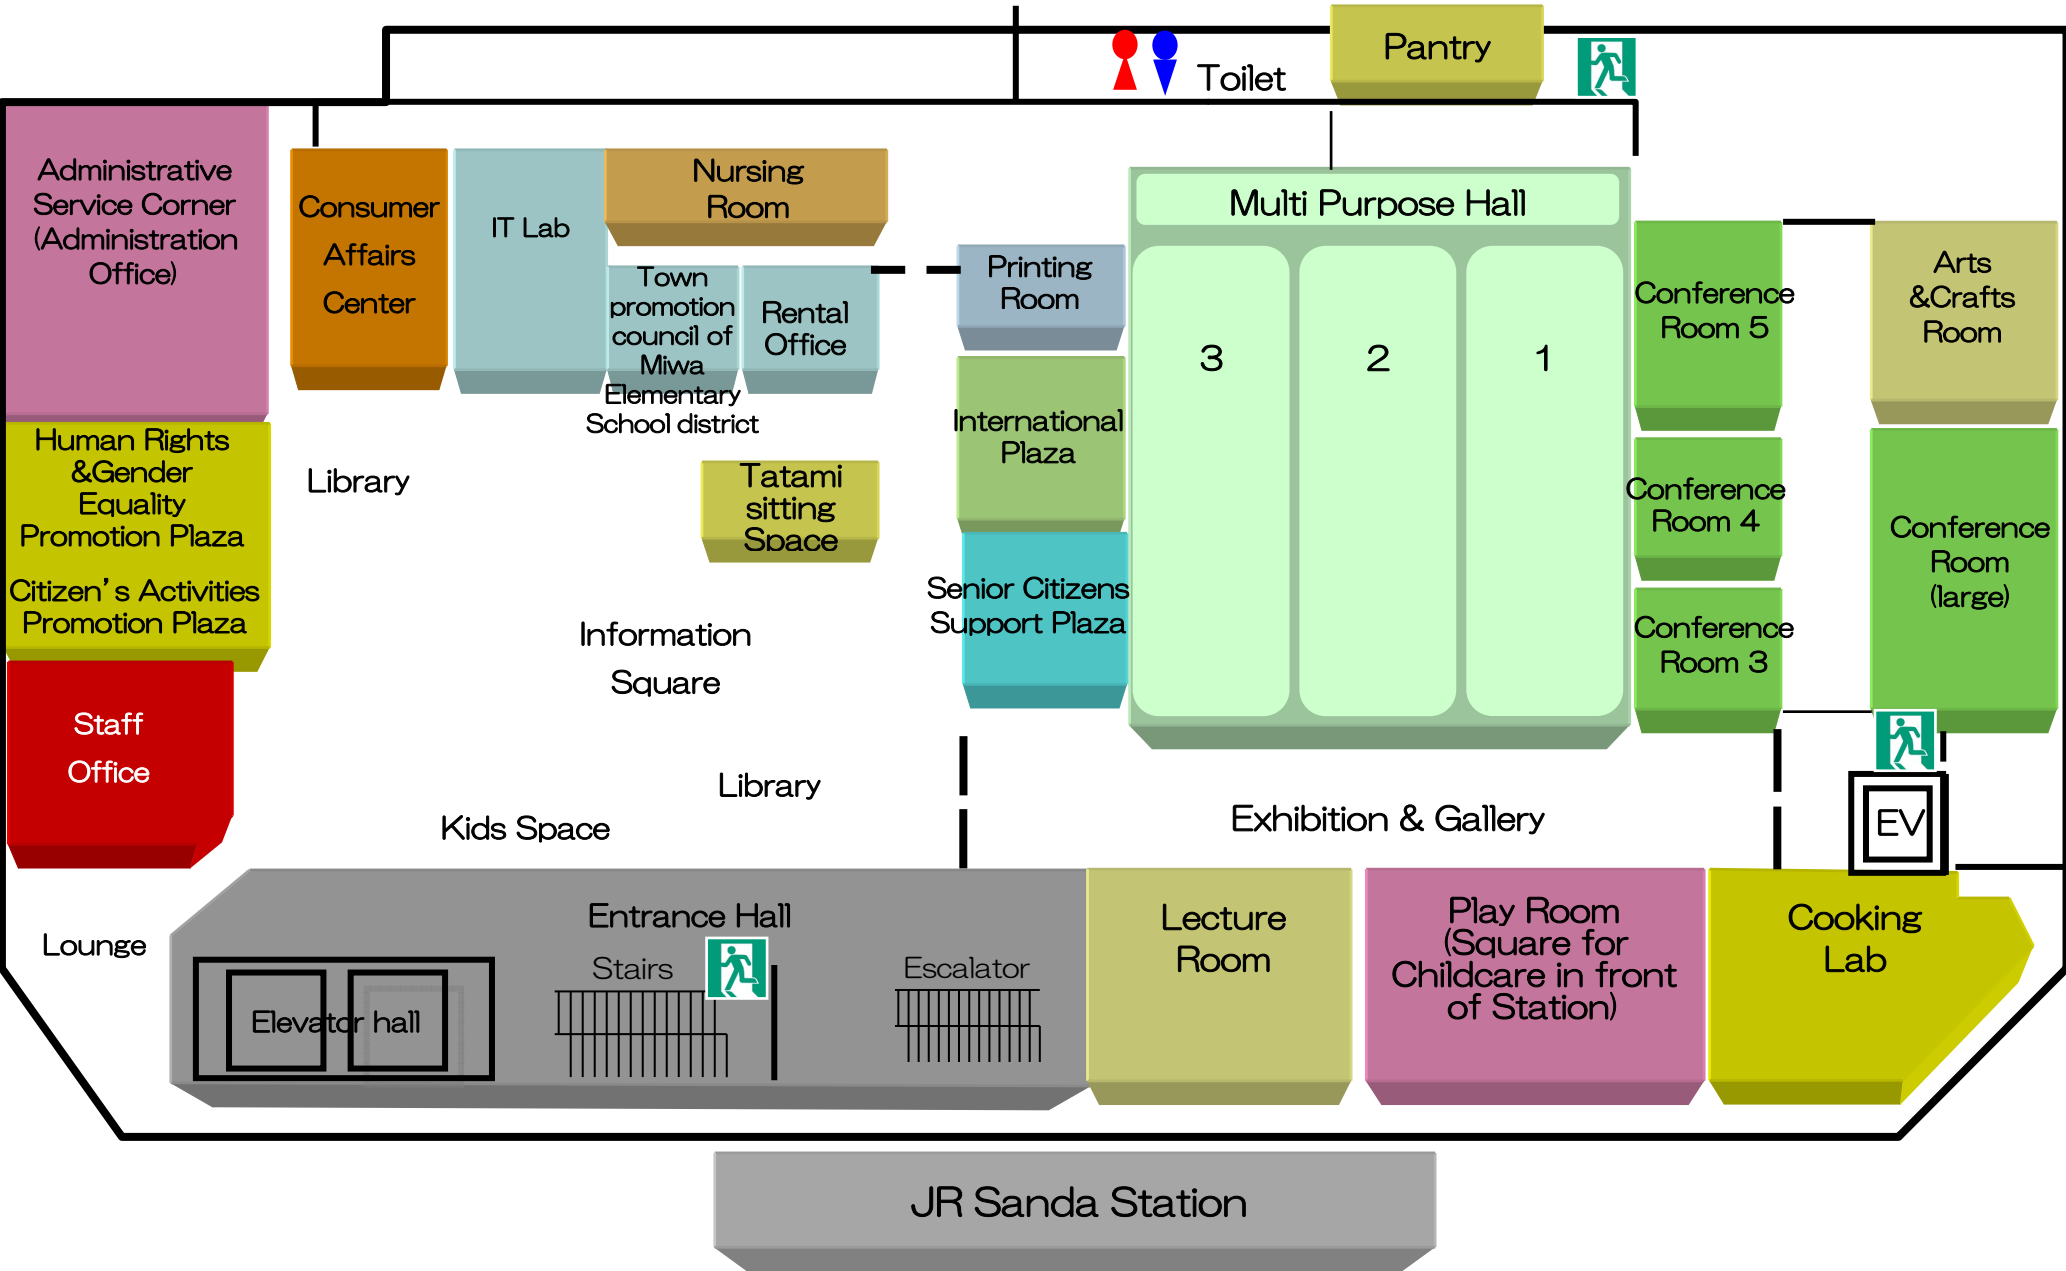 Pantry
Toilet
Administrative
Service Corner
(Administration
Office)
Consumer
Affairs
Center
IT Lab
Nursing
Room
Town
promotion
council of
Miwa
Elementary
School district
Rental
Office
Printing
Room
Multi Purpose Hall
3
2
1
Conference
Room 5
Arts
&Crafts
Room
International
Plaza
Human Rights
&Gender
Equality
Promotion Plaza
Citizen’s Activities
Promotion Plaza
Library
Tatami
sitting
Space
Conference
Room 4
Conference
Room
(large)
Senior Citizens
Support Plaza
Information
Square
Conference
Room 3
Staff
Office
Library
Kids Space
Exhibition & Gallery
EV
Lounge
Entrance Hall
Stairs
Escalator
Elevator hall
Lecture
Room
Play Room
(Square for
Childcare in front
of Station)
Cooking
Lab
JR Sanda Station